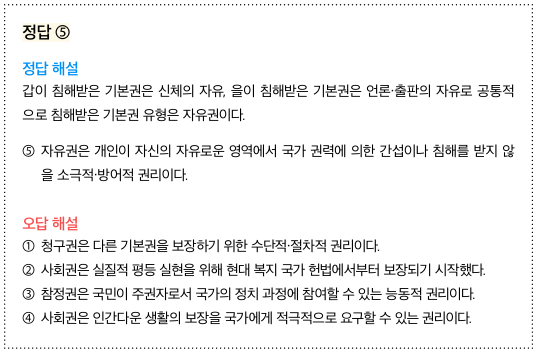 정답 ⑤
정답 해설
갑이 침해받은 기본권은 신체의 자유, 을이 침해받은 기본권은 언론·출판의 자유로 공통적
으로 침해받은 기본권 유형은 자유권이다.
⑤ 자유권은 개인이 자신의 자유로운 영역에서 국가 권력에 의한 간섭이나 침해를 받지 않
을 소극적·방어적 권리이다.
오답 해설
① 청구권은 다른 기본권을 보장하기 위한 수단적·절차적 권리이다.
② 사회권은 실질적 평등 실현을 위해 현대 복지 국가 헌법에서부터 보장되기 시작했다.
③ 참정권은 국민이 주권자로서 국가의 정치 과정에 참여할 수 있는 능동적 권리이다.
④ 사회권은 인간다운 생활의 보장을 국가에게 적극적으로 요구할 수 있는 권리이다.